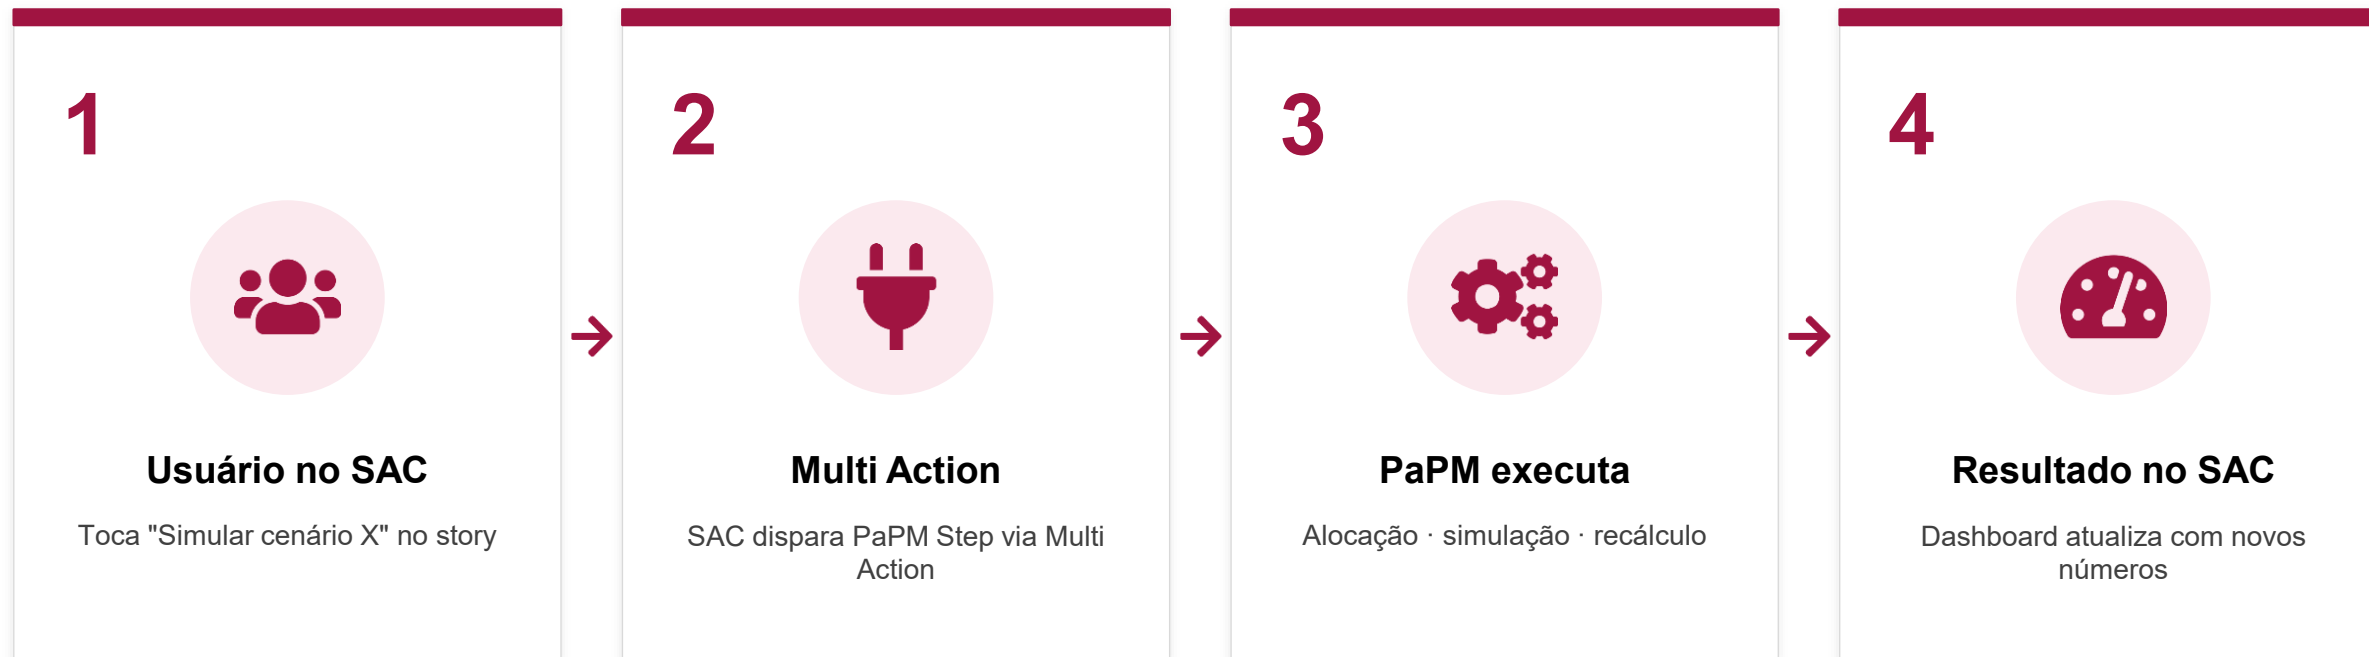 1
Usuário no SAC
Toca "Simular cenário X" no story
2
Multi Action
SAC dispara PaPM Step via Multi
Action
3
PaPM executa
Alocação · simulação · recálculo
4
Resultado no SAC
Dashboard atualiza com novos
números